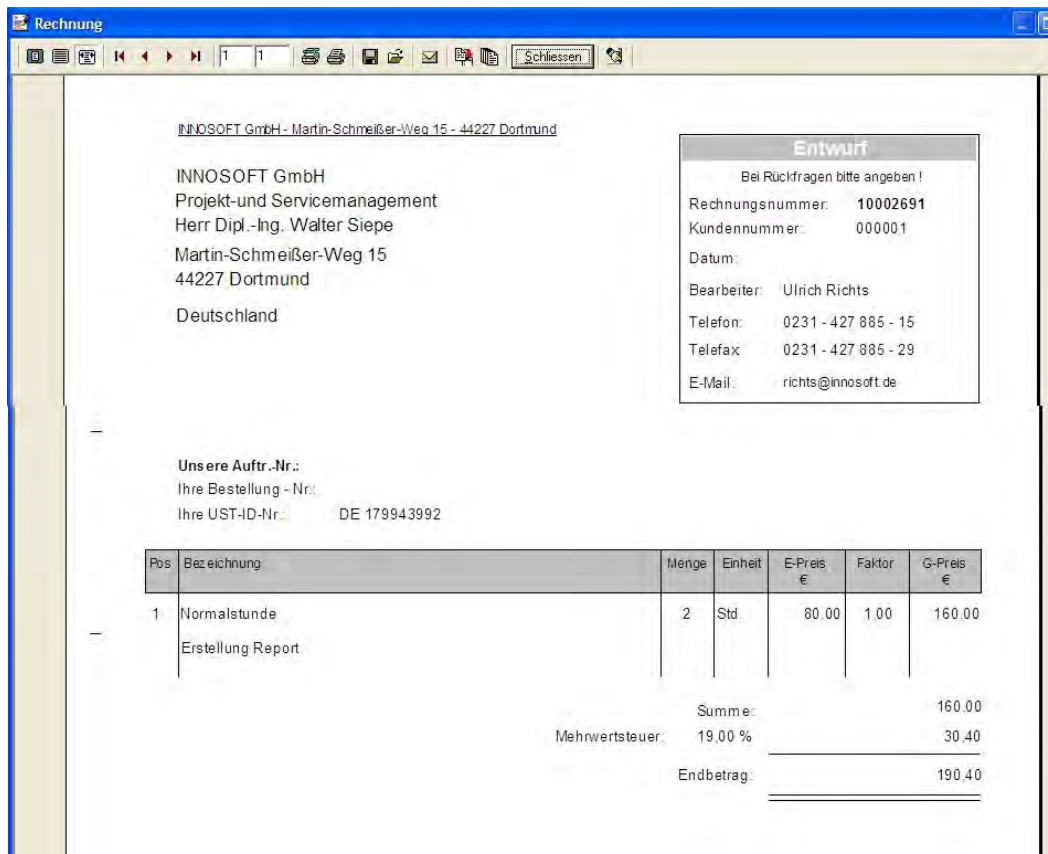 Rechnung
1 1 Schliessen
INNOSOFT GmbH - Martin-Schmeißer-Weg 15 - 44227 Dortmund
INNOSOFT GmbH
Projekt-und Servicemanagement
Herr Dipl.-Ing. Walter Siepe
Martin-Schmeißer-Weg 15
44227 Dortmund
Deutschland
Entwurf
Bei Rückfragen bitte angeben !
Rechnungsnummer: 10002691
Kundennummer: 000001
Datum:
Bearbeiter: Ulrich Richts
Telefon: 0231 - 427 885 - 15
Telefax: 0231 - 427 885 - 29
E-Mail: richts@innosoft.de
Unsere Auftr.-Nr.:
Ihre Bestellung - Nr.:
Ihre UST-ID-Nr.: DE 179943992
Pos Bezeichnung Menge Einheit E-Preis € Faktor G-Preis €
1 Normalstunde 2 Std. 80,00 1,00 160,00
Erstellung Report
Summe: 160,00
Mehrwertsteuer: 19,00 % 30,40
Endbetrag: 190,40